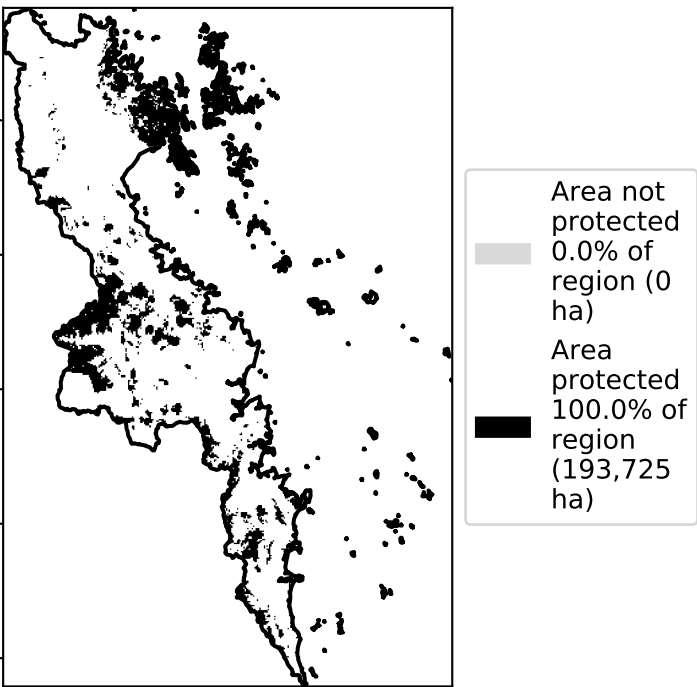 Area not
protected
0.0% of
region (0
ha)
Area
protected
100.0% of
region
(193,725
ha)